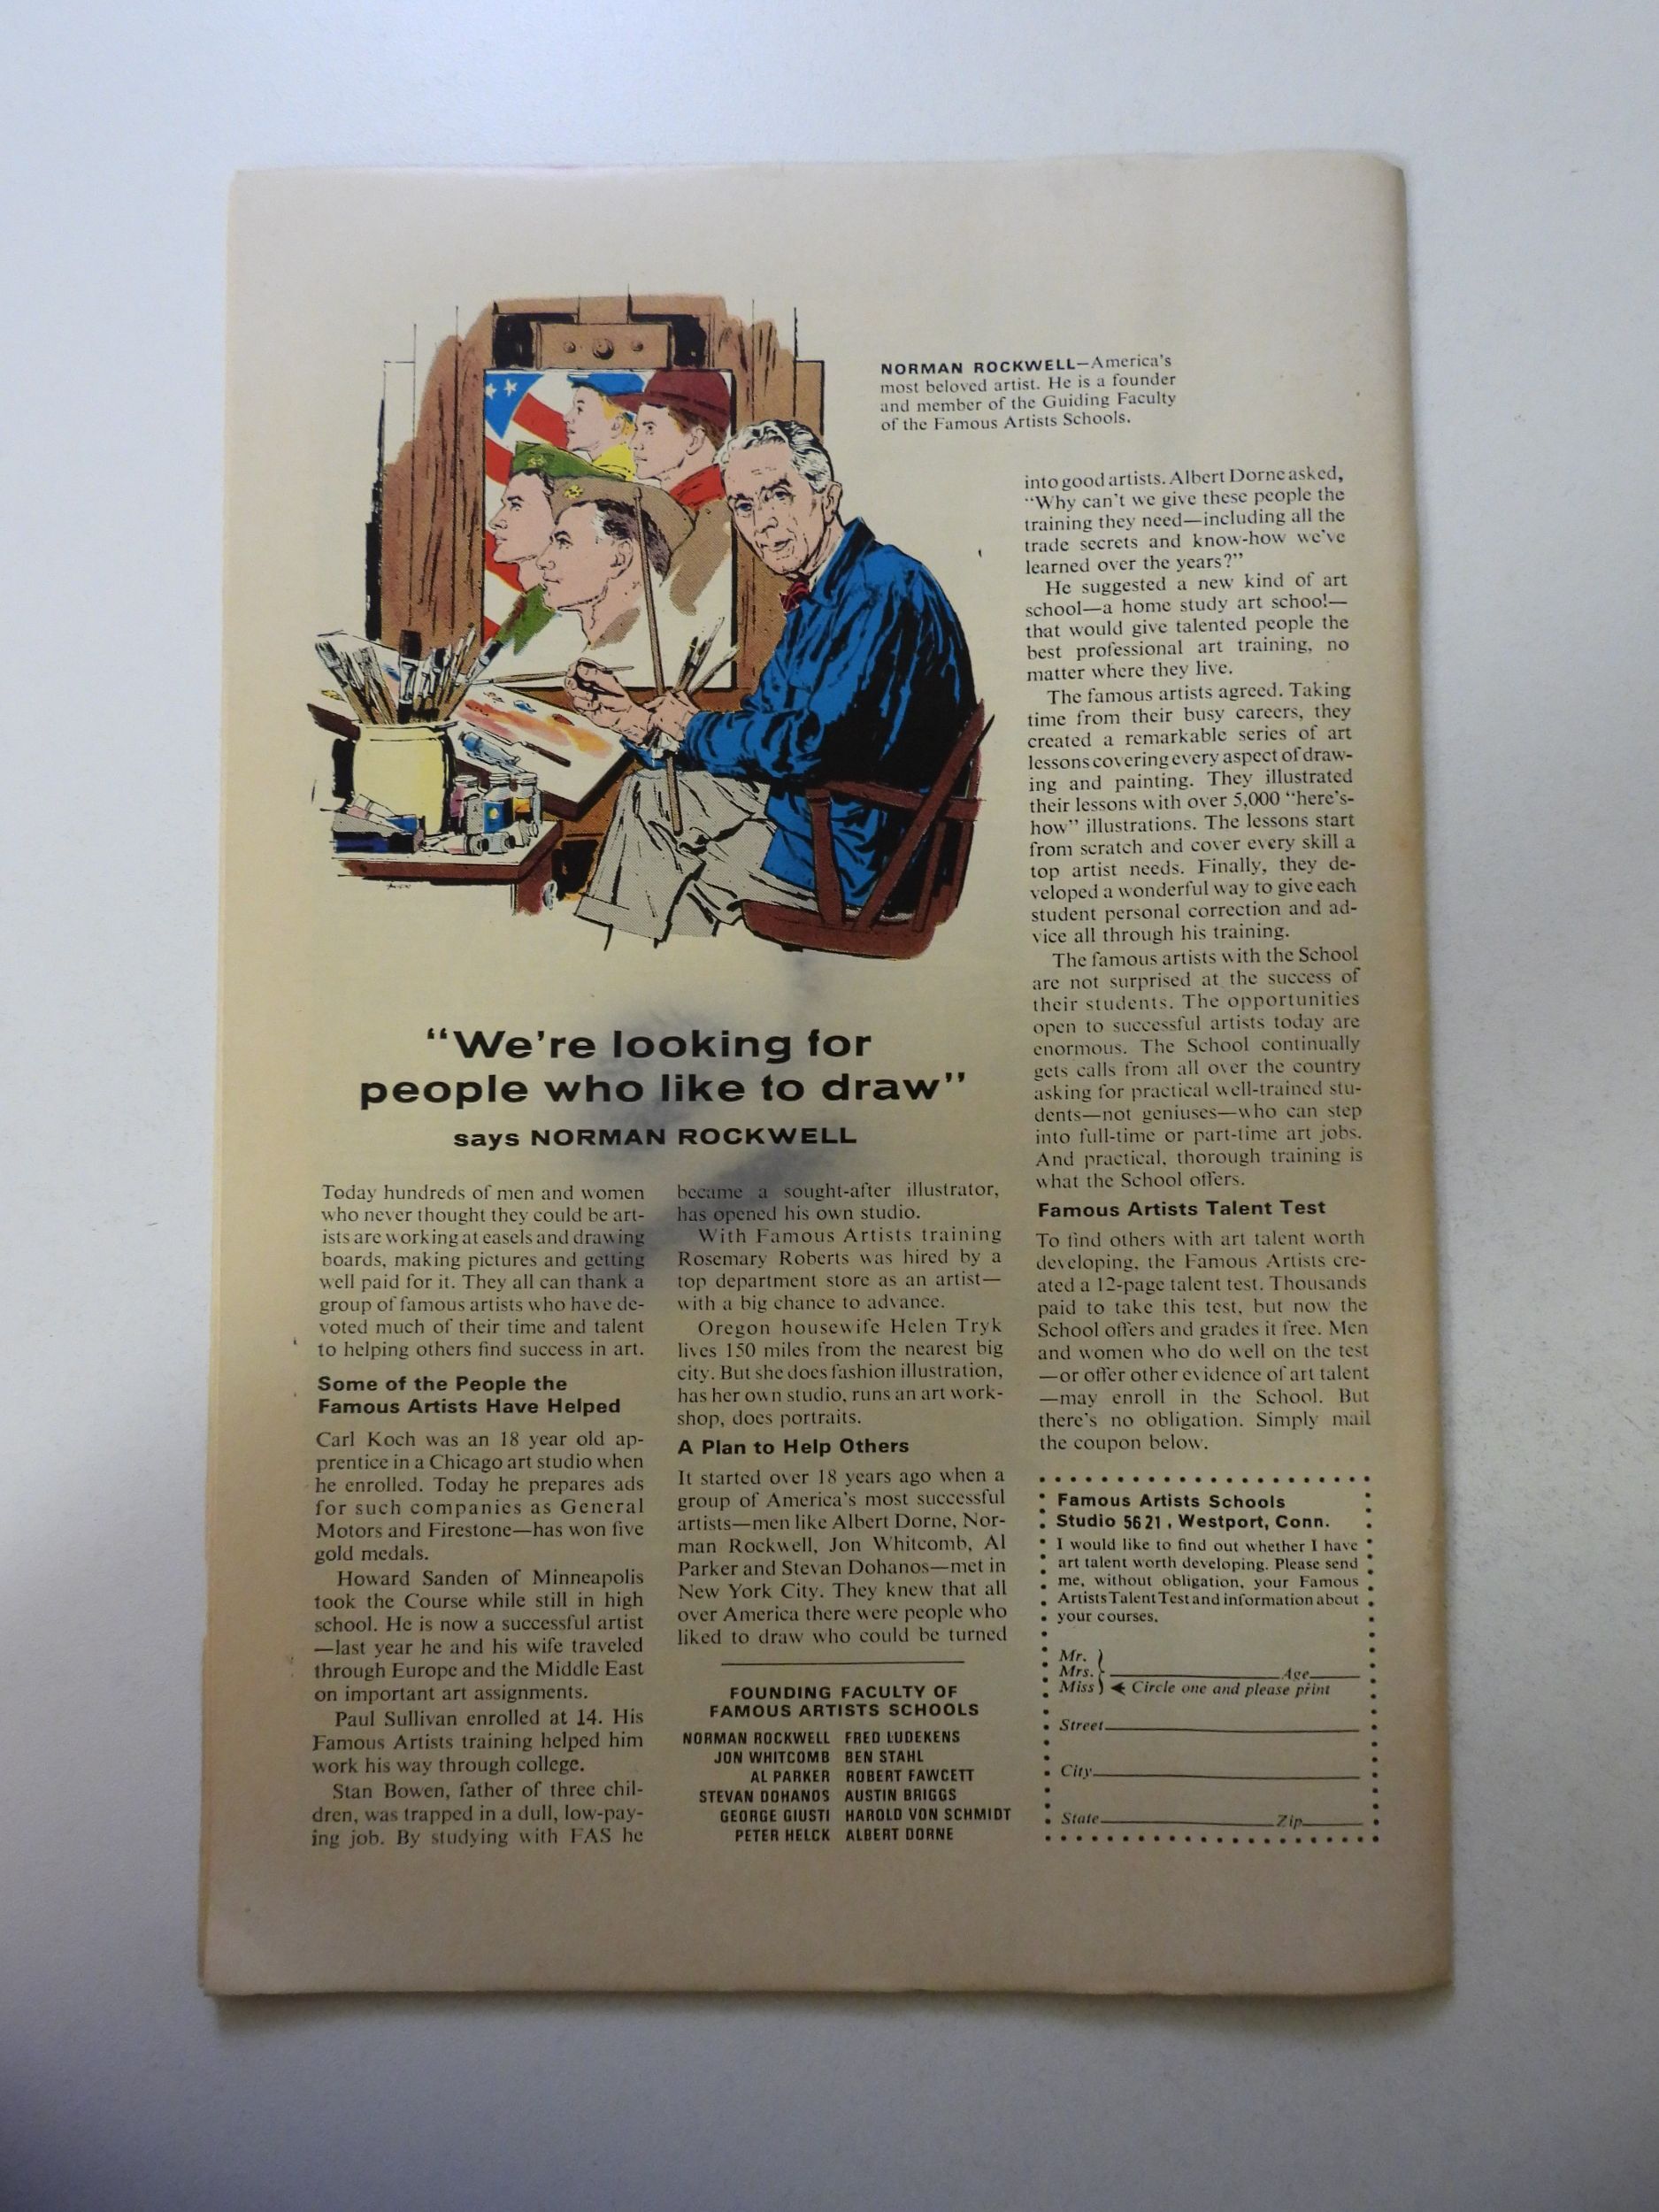 NORMAN ROCKWELL—America's
most beloved artist. He is a founder
and member of the Guiding Faculty
of the Famous Artists Schools.
"We're looking for
people who like to draw"
says NORMAN ROCKWELL
Today hundreds of men and women
who never thought they could be art-
ists are working at easels and drawing
boards, making pictures and getting
well paid for it. They all can thank a
group of famous artists who have de-
voted much of their time and talent
to helping others find success in art.
Some of the People the
Famous Artists Have Helped
Carl Koch was an 18 year old ap-
prentice in a Chicago art studio when
he enrolled. Today he prepares ads
for such companies as General
Motors and Firestone—has won five
gold medals.
Howard Sanden of Minneapolis
took the Course while still in high
school. He is now a successful artist
—last year he and his wife traveled
through Europe and the Middle East
on important art assignments.
Paul Sullivan enrolled at 14. His
Famous Artists training helped him
work his way through college.
Stan Bowen, father of three chil-
dren, was trapped in a dull, low-pay-
ing job. By studying with FAS he
became a sought-after illustrator,
has opened his own studio.
With Famous Artists training
Rosemary Roberts was hired by a
top department store as an artist—
with a big chance to advance.
Oregon housewife Helen Tryk
lives 150 miles from the nearest big
city. But she does fashion illustration,
has her own studio, runs an art work-
shop, does portraits.
A Plan to Help Others
It started over 18 years ago when a
group of America's most successful
artists—men like Albert Dorne, Nor-
man Rockwell, Jon Whitcomb, Al
Parker and Stevan Dohanos—met in
New York City. They knew that all
over America there were people who
liked to draw who could be turned
into good artists. Albert Dorne asked,
"Why can't we give these people the
training they need—including all the
trade secrets and know-how we've
learned over the years?"
He suggested a new kind of art
school—a home study art school—
that would give talented people the
best professional art training, no
matter where they live.
The famous artists agreed. Taking
time from their busy careers, they
created a remarkable series of art
lessons covering every aspect of draw-
ing and painting. They illustrated
their lessons with over 5,000 "here's-
how" illustrations. The lessons start
from scratch and cover every skill a
top artist needs. Finally, they de-
veloped a wonderful way to give each
student personal correction and ad-
vice all through his training.
The famous artists with the School
are not surprised at the success of
their students. The opportunities
open to successful artists today are
enormous. The School continually
gets calls from all over the country
asking for practical well-trained stu-
dents—not geniuses—who can step
into full-time or part-time art jobs.
And practical, thorough training is
what the School offers.
Famous Artists Talent Test
To find others with art talent worth
developing, the Famous Artists cre-
ated a 12-page talent test. Thousands
paid to take this test, but now the
School offers and grades it free. Men
and women who do well on the test
—or offer other evidence of art talent
—may enroll in the School. But
there's no obligation. Simply mail
the coupon below.
FOUNDING FACULTY OF
FAMOUS ARTISTS SCHOOLS
NORMAN ROCKWELL FRED LUDEKENS
JON WHITCOMB BEN STAHL
AL PARKER ROBERT FAWCETT
STEVAN DOHANOS AUSTIN BRIGGS
GEORGE GIUSTI HAROLD VON SCHMIDT
PETER HELCK ALBERT DORNE
Famous Artists Schools
Studio 5621, Westport, Conn.
I would like to find out whether I have
art talent worth developing. Please send
me, without obligation, your Famous
Artists Talent Test and information about
your courses.
Mr.
Mrs. Age
Miss Circle one and please print
Street
City
State Zip